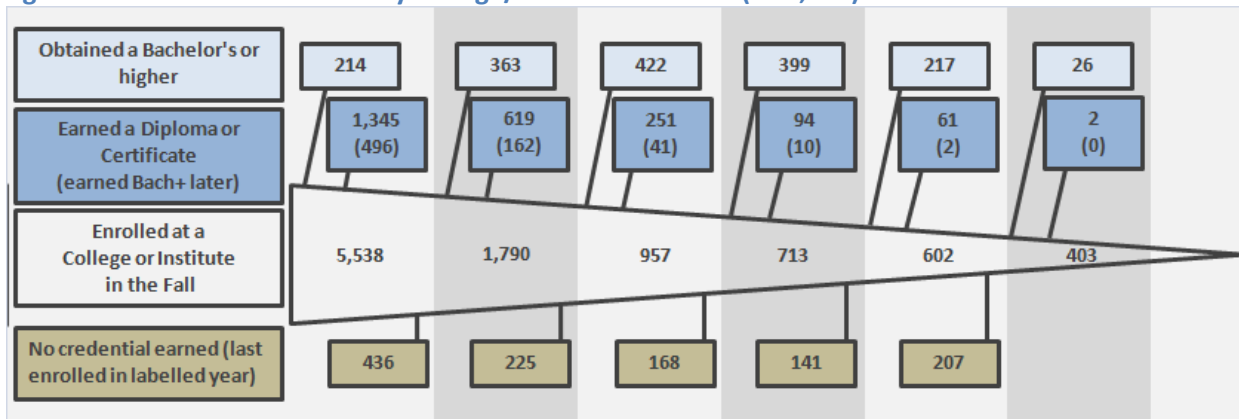 Obtained a Bachelor's or
higher
214
363
422
399
217
26
Earned a Diploma or
Certificate
(earned Bach+ later)
1,345
(496)
619
(162)
251
(41)
94
(10)
61
(2)
2
(0)
Enrolled at a
College or Institute
in the Fall
5,538
1,790
957
713
602
403
No credential earned (last
enrolled in labelled year)
436
225
168
141
207